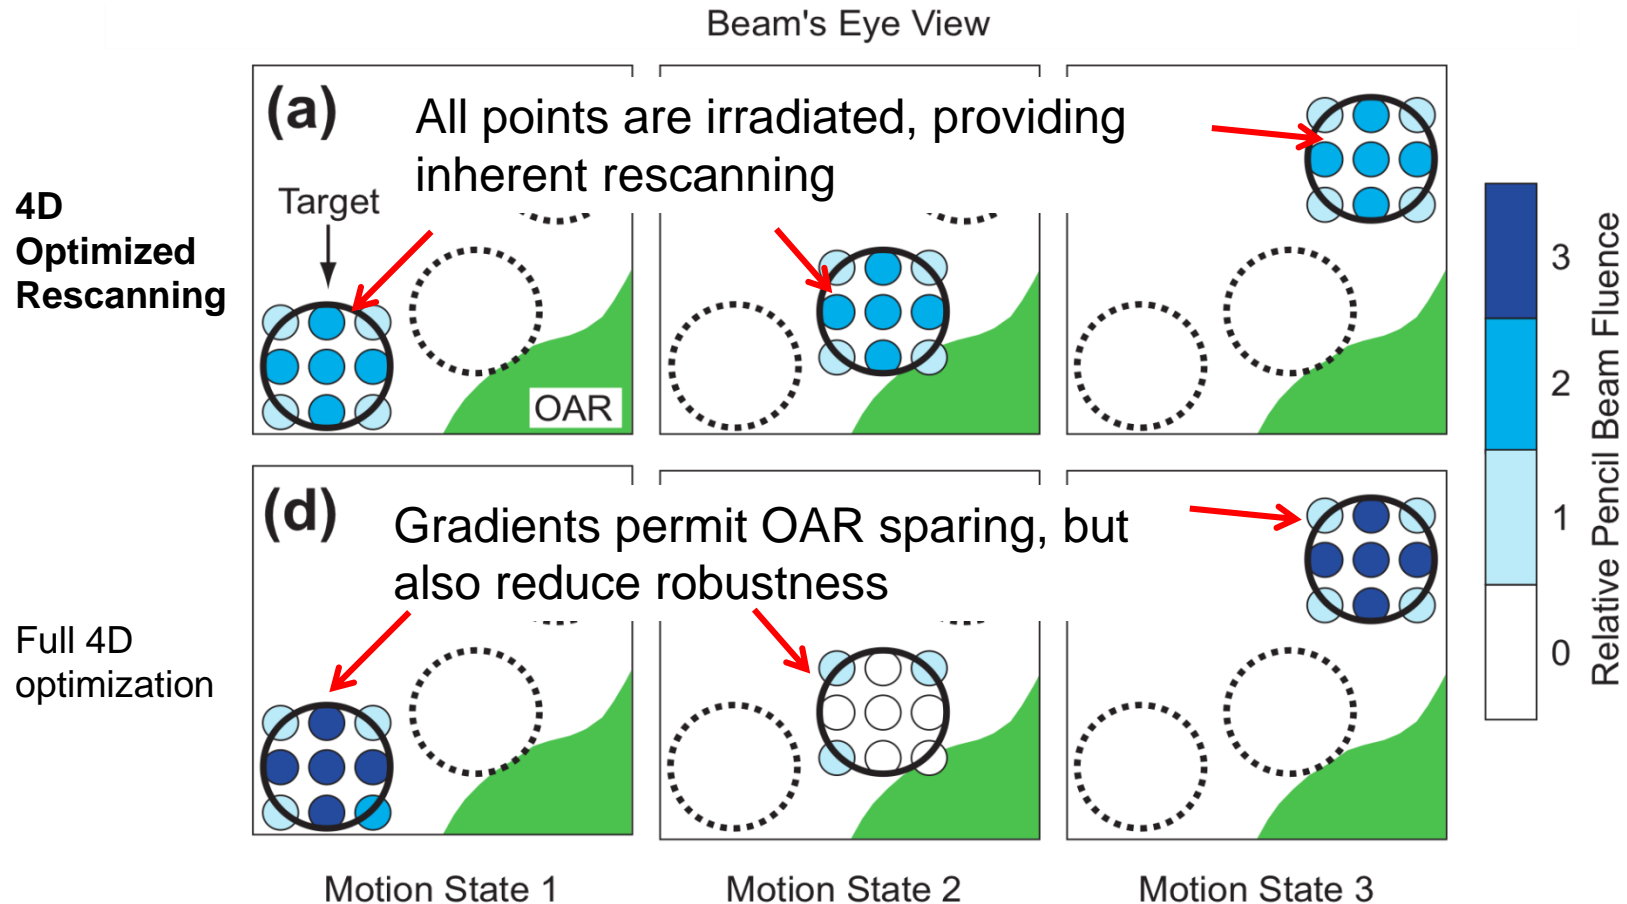 Beam's Eye View
(a)
All points are irradiated, providing
inherent rescanning
4D
Optimized
Rescanning
Target
OAR
(d)
Gradients permit OAR sparing, but
also reduce robustness
Full 4D
optimization
Motion State 1
Motion State 2
Motion State 3
3
2
1
0
Relative Pencil Beam Fluence